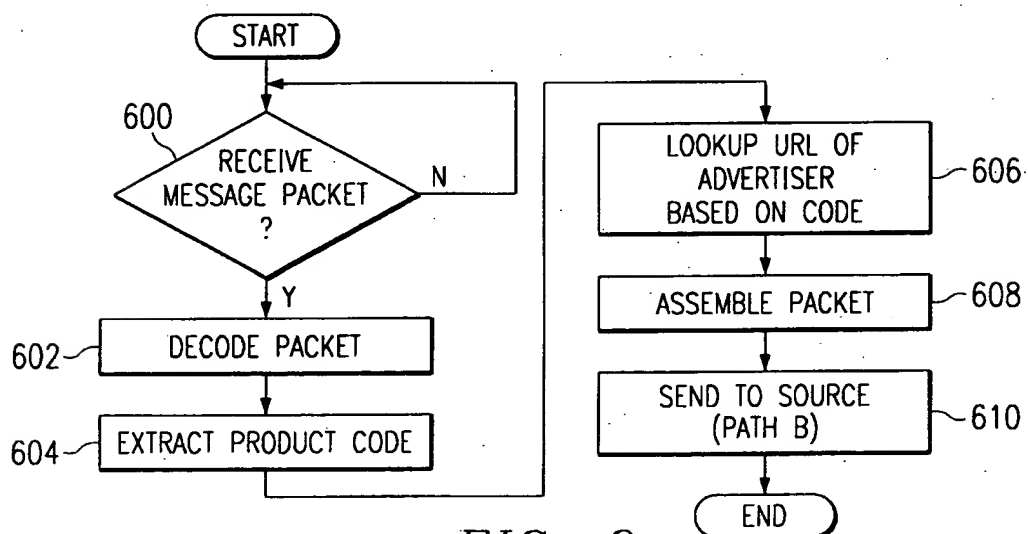 START
600
RECEIVE
MESSAGE PACKET
?
N
Y
602
DECODE PACKET
604
EXTRACT PRODUCT CODE
LOOKUP URL OF
ADVERTISER
BASED ON CODE
606
ASSEMBLE PACKET
608
SEND TO SOURCE
(PATH B)
610
END